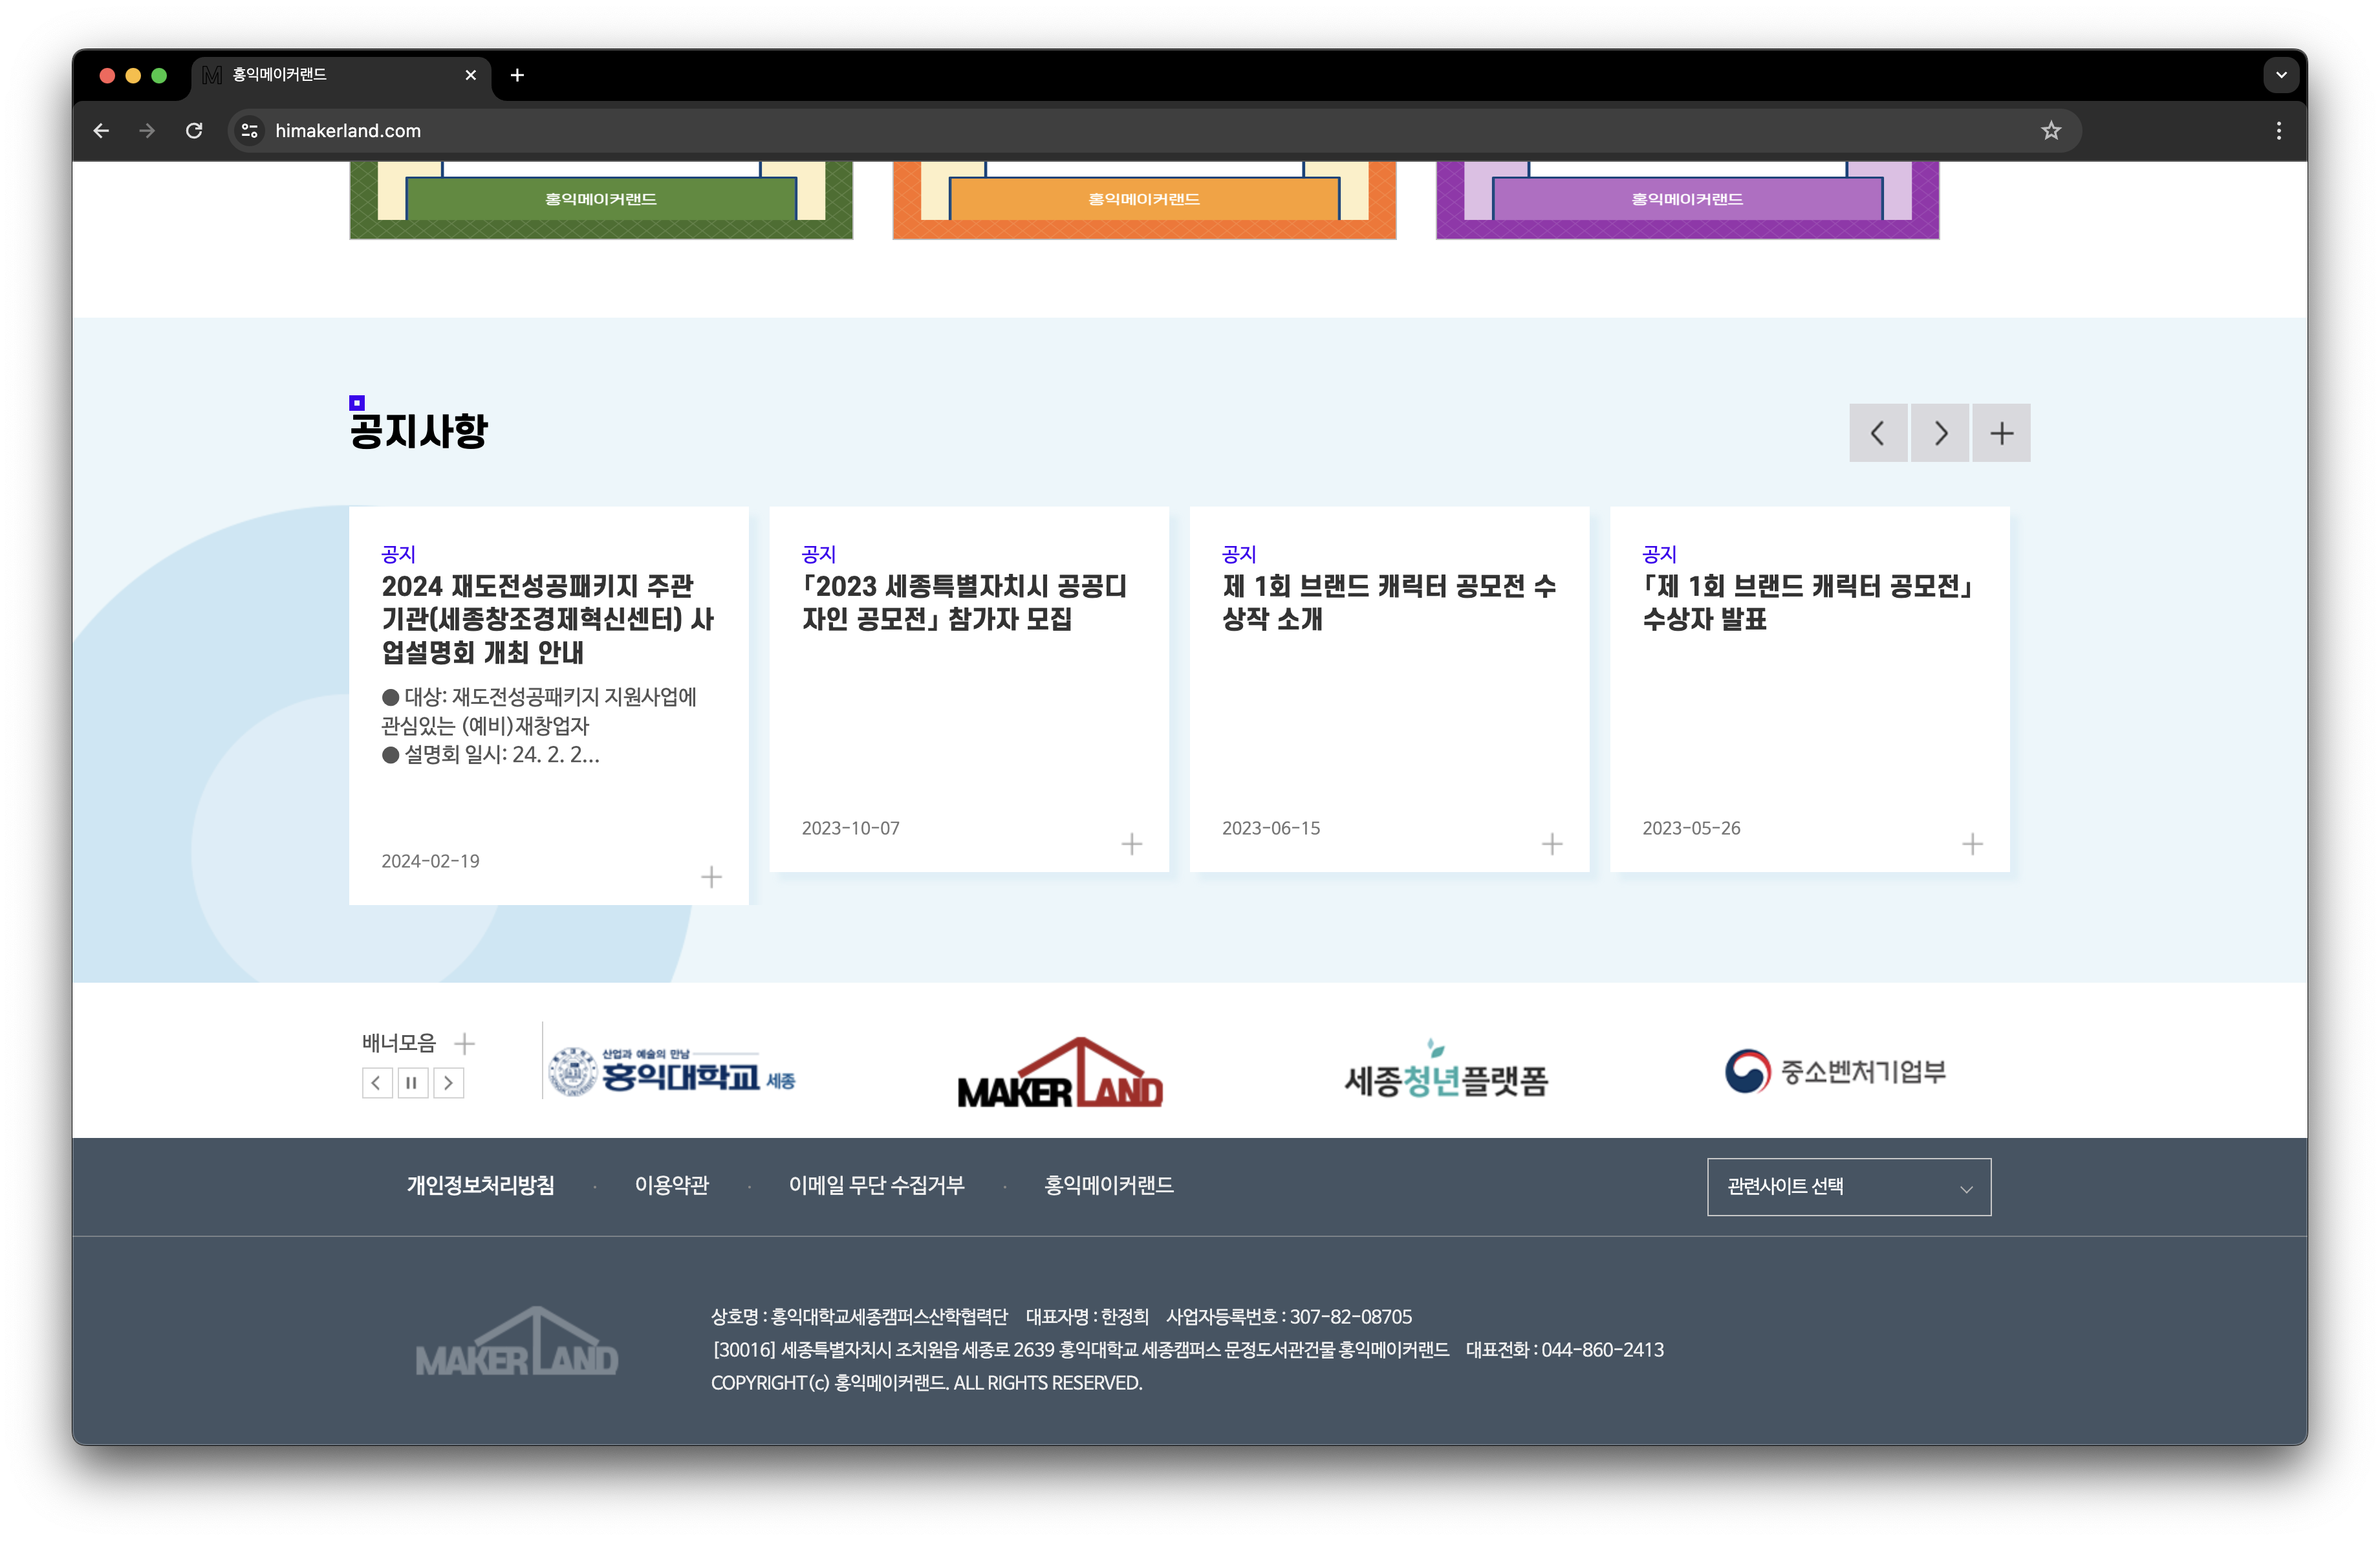 홍익메이커랜드
himakerland.com
홍익메이커랜드
홍익메이커랜드
홍익메이커랜드
공지사항
공지
2024 재도전성공패키지 주관
기관(세종창조경제혁신센터) 사
업설명회 개최 안내
● 대상: 재도전성공패키지 지원사업에
관심있는 (예비)재창업자
● 설명회 일시: 24. 2. 2...
2024-02-19
공지
「2023 세종특별자치시 공공디
자인 공모전」 참가자 모집
2023-10-07
공지
제 1회 브랜드 캐릭터 공모전 수
상작 소개
2023-06-15
공지
「제 1회 브랜드 캐릭터 공모전」
수상자 발표
2023-05-26
배너모음
산업과 예술의 만남
홍익대학교 세종
MAKER LAND
세종청년플랫폼
중소벤처기업부
개인정보처리방침 · 이용약관 · 이메일 무단 수집거부 · 홍익메이커랜드
관련사이트 선택
MAKER LAND
상호명 : 홍익대학교세종캠퍼스산학협력단 대표자명 : 한정희 사업자등록번호 : 307-82-08705
[30016] 세종특별자치시 조치원읍 세종로 2639 홍익대학교 세종캠퍼스 문정도서관건물 홍익메이커랜드 대표전화 : 044-860-2413
COPYRIGHT(c) 홍익메이커랜드. ALL RIGHTS RESERVED.